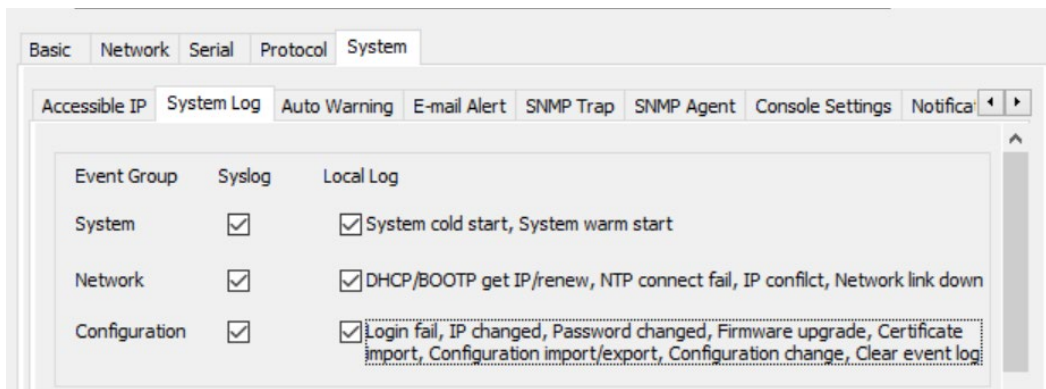 Basic Network Serial Protocol System
Accessible IP System Log Auto Warning E-mail Alert SNMP Trap SNMP Agent Console Settings Notificat
Event Group Syslog Local Log
System System cold start, System warm start
Network DHCP/BOOTP get IP/renew, NTP connect fail, IP conflict, Network link down
Configuration Login fail, IP changed, Password changed, Firmware upgrade, Certificate
import, Configuration import/export, Configuration change, Clear event log